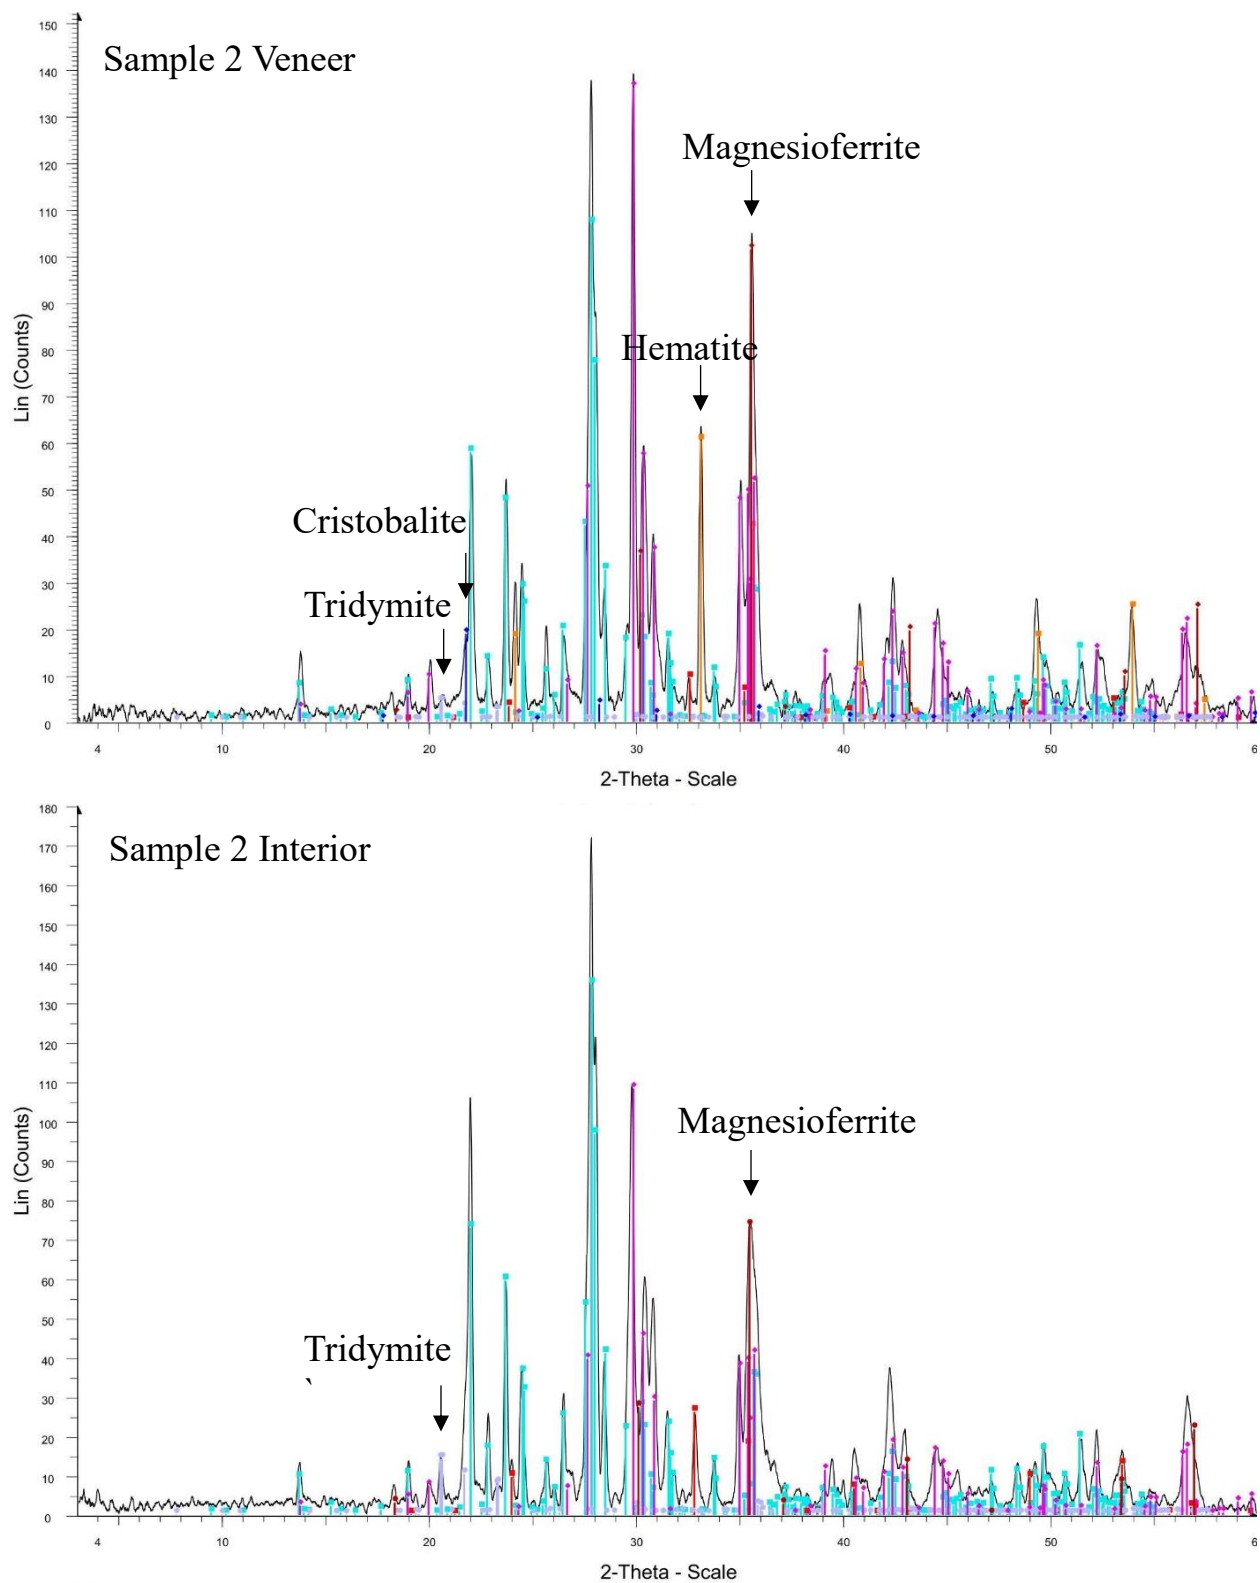 150
Sample 2 Veneer
140
130
Magnesioferrite
120
110
100
90
80
Hematite
70
Lin (Counts)
60
50
Cristobalite
40
30
Tridymite
20
10
0
4 10 20 30 40 50 6
2-Theta - Scale
180
170
Sample 2 Interior
160
150
140
130
120
110
Magnesioferrite
100
90
Lin (Counts)
80
70
60
50
Tridymite
40
30
20
10
0
4 10 20 30 40 50 6
2-Theta - Scale